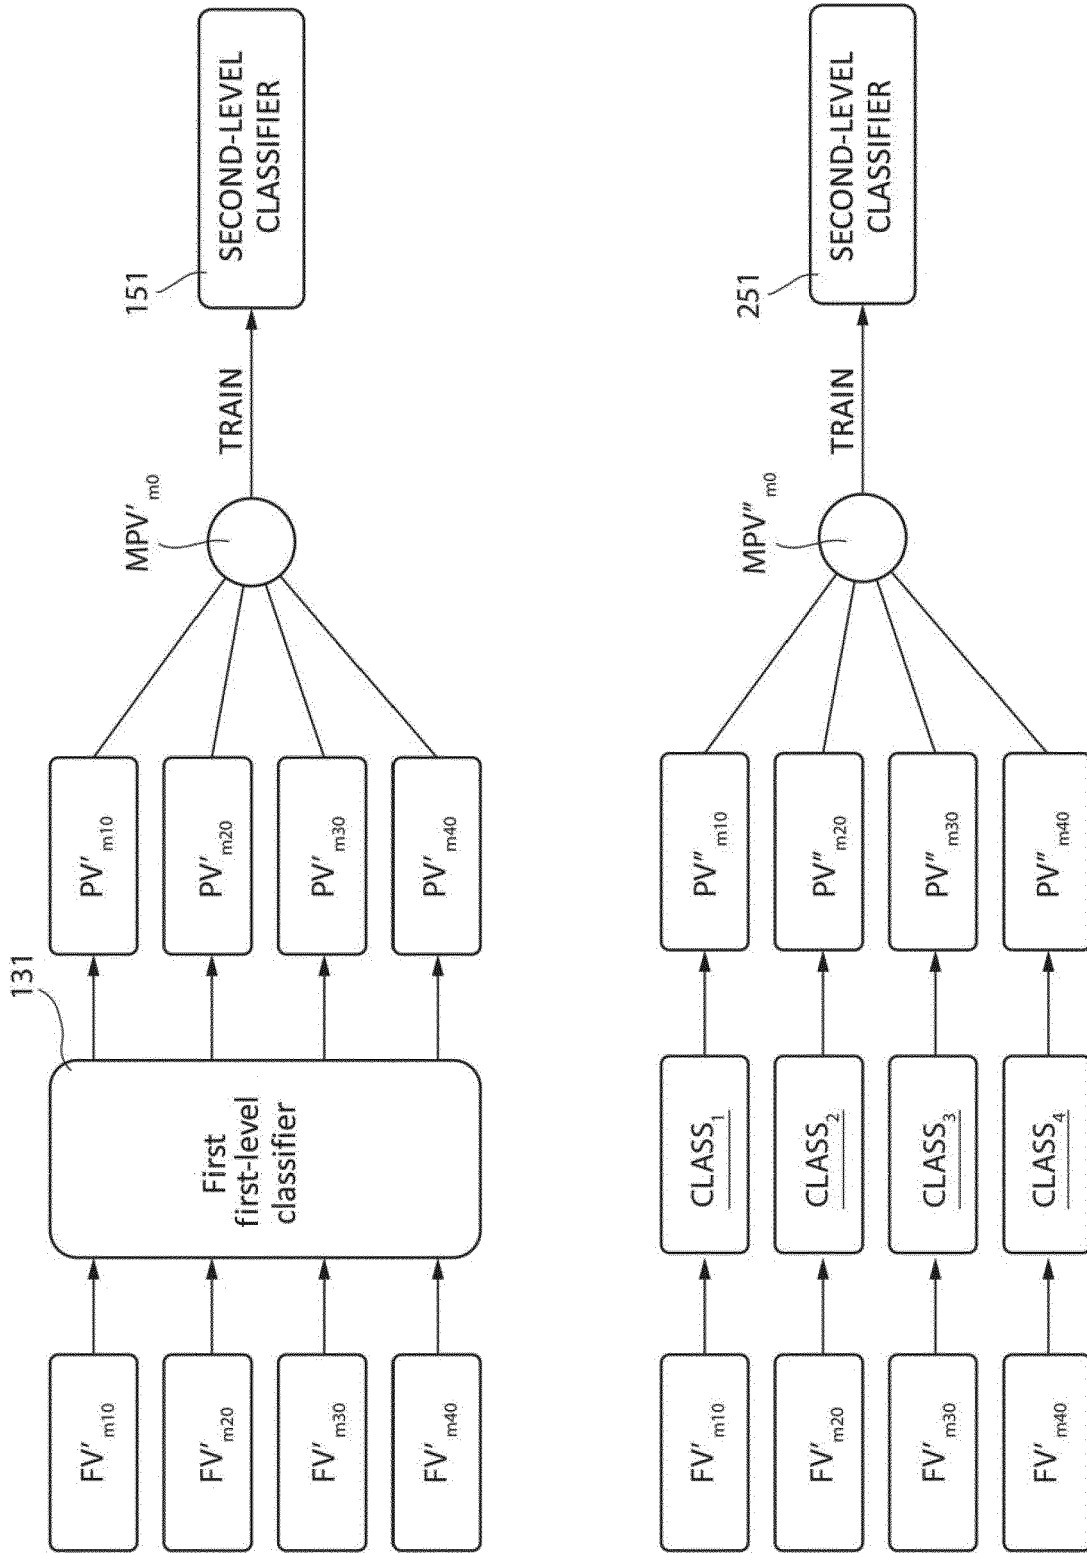 FV'm10
FV'm20
FV'm30
FV'm40
131
First
first-level
classifier
PV'm10
PV'm20
PV'm30
PV'm40
MPV'm0
TRAIN
151
SECOND-LEVEL
CLASSIFIER
FV'm10
FV'm20
FV'm30
FV'm40
CLASS1
CLASS2
CLASS3
CLASS4
PV"m10
PV"m20
PV"m30
PV"m40
MPV"m0
TRAIN
251
SECOND-LEVEL
CLASSIFIER